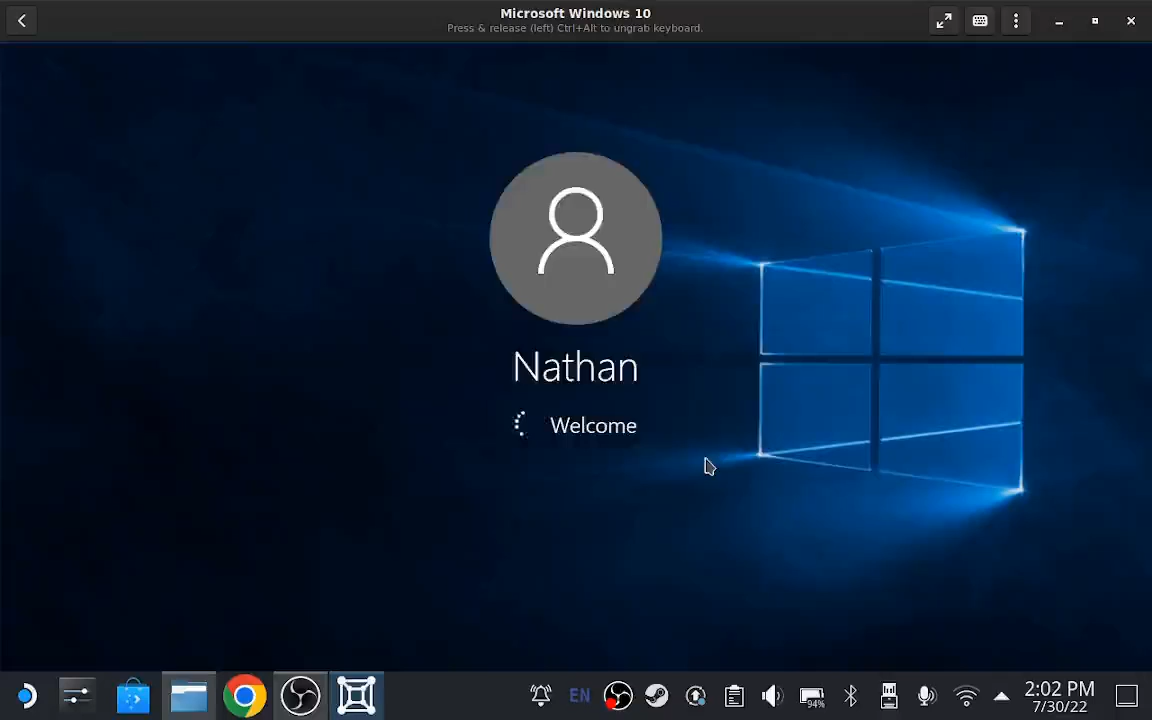 Microsoft Windows 10
Press & release (left) Ctrl+Alt to ungrab keyboard.
Nathan
Welcome
EN
94%
2:02 PM
7/30/22